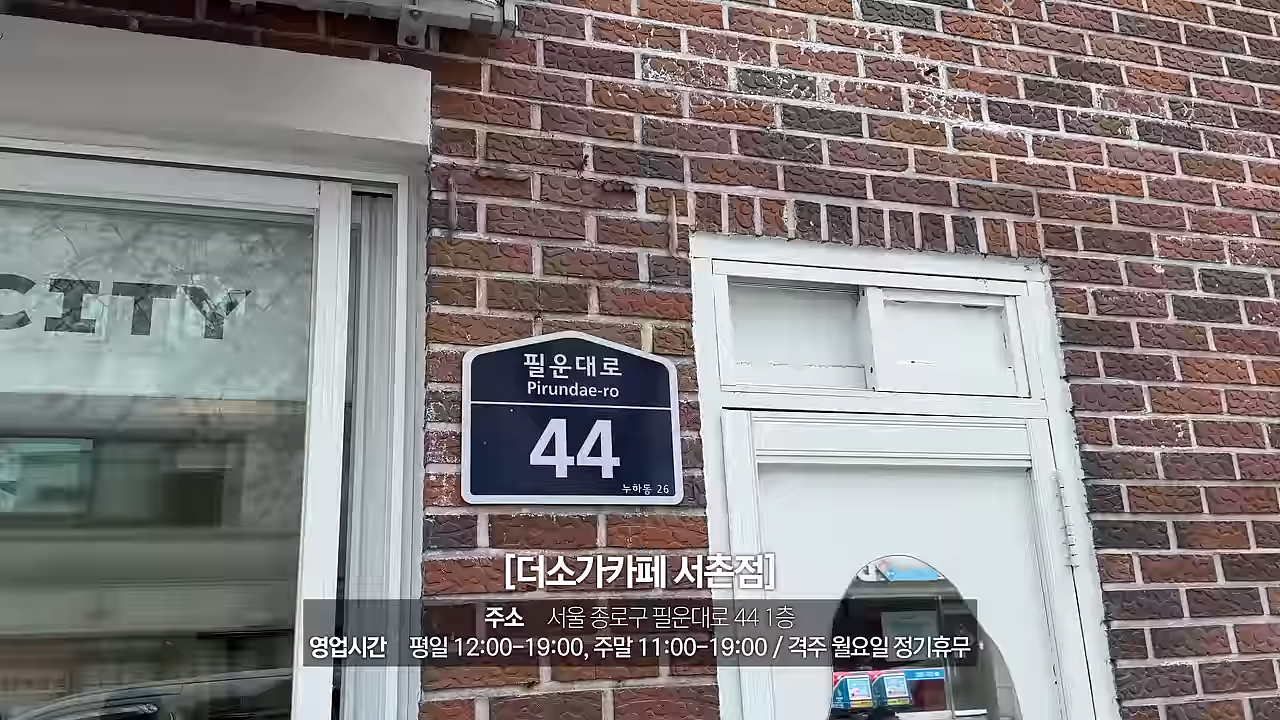 CITY
필운대로
Pirundae-ro
44
누하동 26
[더소가카페 서촌점]
주소 서울 종로구 필운대로 44 1층
영업시간 평일 12:00-19:00, 주말 11:00-19:00 / 격주 월요일 정기휴무